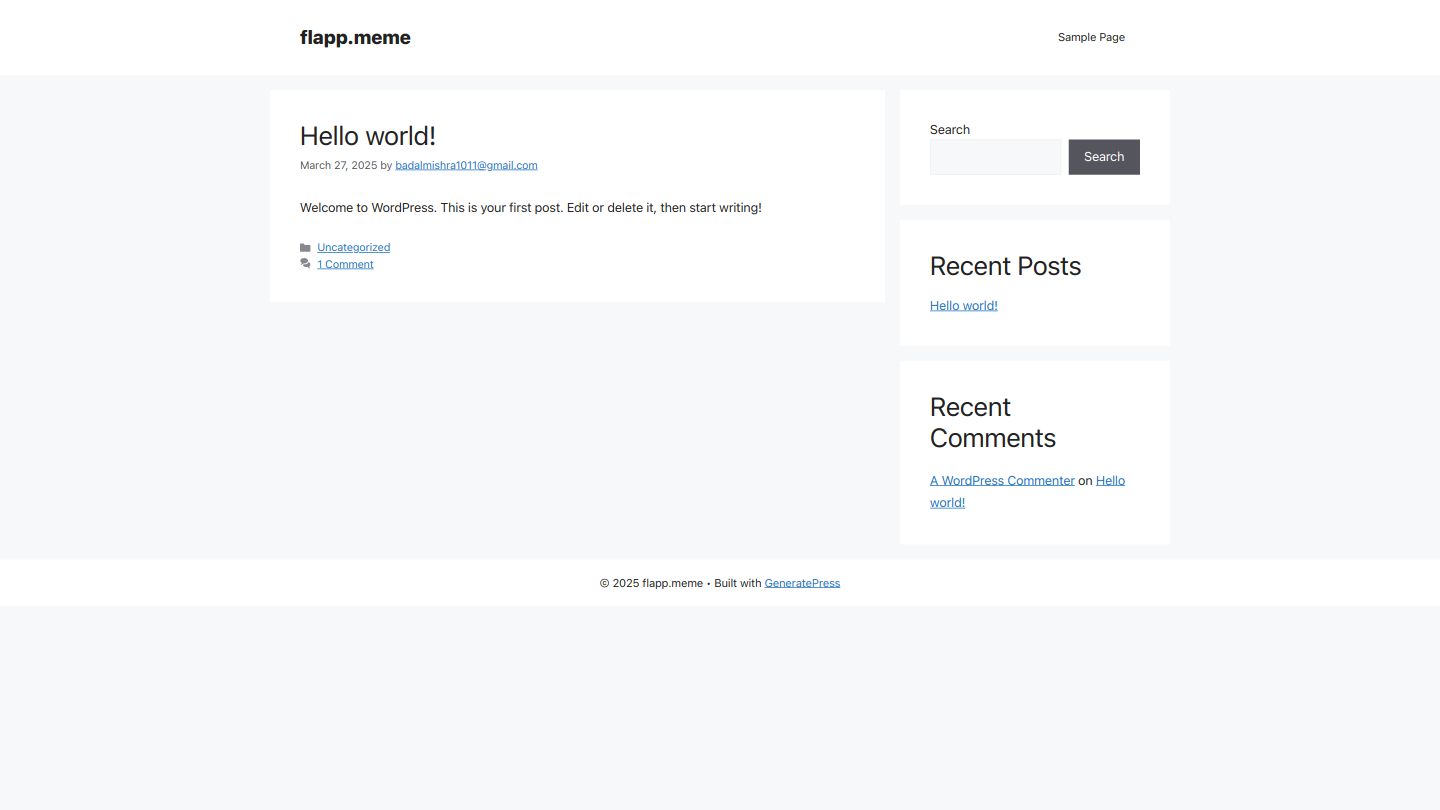 flapp.meme
Sample Page
Hello world!
March 27, 2025 by badalmishra1011@gmail.com
Welcome to WordPress. This is your first post. Edit or delete it, then start writing!
Uncategorized
1 Comment
Search
Search
Recent Posts
Hello world!
Recent
Comments
A WordPress Commenter on Hello
world!
© 2025 flapp.meme • Built with GeneratePress